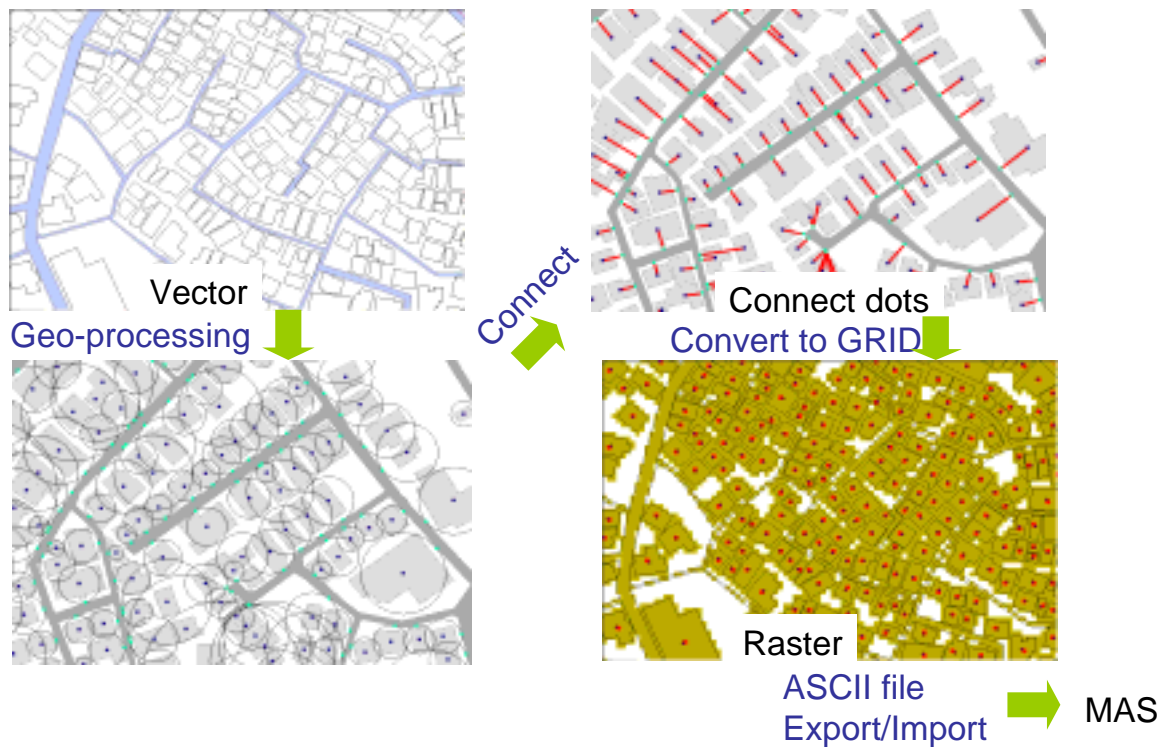 Vector
Geo-processing
Connect
Connect dots
Convert to GRID
Raster
ASCII file
Export/Import
MAS